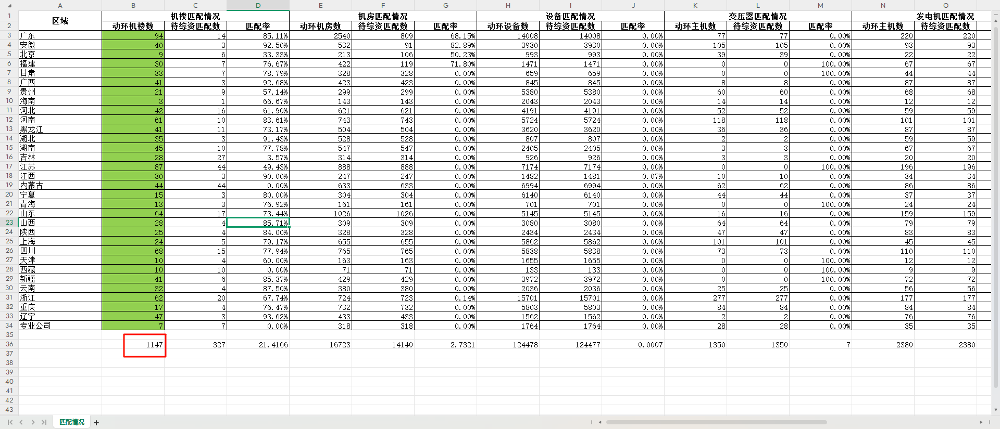 A B C D E F G H I J K L M N O
1 区域 机楼匹配情况 机房匹配情况 设备匹配情况 变压器匹配情况 发电机匹配情况
2 动环机楼数 待综资匹配数 匹配率 动环机房数 待综资匹配数 匹配率 动环设备数 待综资匹配数 匹配率 动环主机数 待综资匹配数 匹配率 动环主机数 待综资匹配数
3 广东 94 14 85.11% 2540 809 68.15% 14008 14008 0.00% 77 77 0.00% 220 220
4 安徽 40 3 92.50% 532 91 82.89% 3930 3930 0.00% 105 105 0.00% 93 93
5 北京 9 6 33.33% 213 106 50.23% 993 993 0.00% 39 39 0.00% 22 22
6 福建 30 7 76.67% 422 119 71.80% 1471 1471 0.00% 0 0 100.00% 67 67
7 甘肃 33 7 78.79% 328 328 0.00% 659 659 0.00% 0 0 100.00% 44 44
8 广西 41 3 92.68% 423 423 0.00% 845 845 0.00% 8 8 0.00% 87 87
9 贵州 21 9 57.14% 299 299 0.00% 5380 5380 0.00% 60 60 0.00% 68 68
10 海南 3 1 66.67% 143 143 0.00% 2043 2043 0.00% 14 14 0.00% 12 12
11 河北 42 16 61.90% 621 621 0.00% 4191 4191 0.00% 52 52 0.00% 59 59
12 河南 61 10 83.61% 743 743 0.00% 5724 5724 0.00% 118 118 0.00% 101 101
13 黑龙江 41 11 73.17% 504 504 0.00% 3620 3620 0.00% 36 36 0.00% 87 87
14 湖北 35 3 91.43% 528 528 0.00% 807 807 0.00% 2 2 0.00% 59 59
15 湖南 45 10 77.78% 547 547 0.00% 2405 2405 0.00% 3 3 0.00% 67 67
16 吉林 28 27 3.57% 314 314 0.00% 926 926 0.00% 3 3 0.00% 20 20
17 江苏 87 44 49.43% 888 888 0.00% 7174 7174 0.00% 0 0 100.00% 196 196
18 江西 30 3 90.00% 247 247 0.00% 1482 1481 0.07% 10 10 0.00% 34 34
19 内蒙古 44 44 0.00% 633 633 0.00% 6994 6994 0.00% 62 62 0.00% 86 86
20 宁夏 15 3 80.00% 304 304 0.00% 6140 6140 0.00% 44 44 0.00% 37 37
21 青海 13 3 76.92% 161 161 0.00% 701 701 0.00% 0 0 100.00% 24 24
22 山东 64 17 73.44% 1026 1026 0.00% 5145 5145 0.00% 16 16 0.00% 159 159
23 山西 28 4 85.71% 309 309 0.00% 3080 3080 0.00% 64 64 0.00% 79 79
24 陕西 25 4 84.00% 328 328 0.00% 2434 2434 0.00% 47 47 0.00% 83 83
25 上海 24 5 79.17% 655 655 0.00% 5862 5862 0.00% 101 101 0.00% 45 45
26 四川 68 15 77.94% 765 765 0.00% 5838 5838 0.00% 73 73 0.00% 110 110
27 天津 10 4 60.00% 163 163 0.00% 1655 1655 0.00% 0 0 100.00% 12 12
28 西藏 10 10 0.00% 71 71 0.00% 133 133 0.00% 0 0 100.00% 9 9
29 新疆 41 6 85.37% 429 429 0.00% 3972 3972 0.00% 0 0 100.00% 72 72
30 云南 32 4 87.50% 380 380 0.00% 2036 2036 0.00% 25 25 0.00% 56 56
31 浙江 62 20 67.74% 724 723 0.14% 15701 15701 0.00% 277 277 0.00% 177 177
32 重庆 17 4 76.47% 732 732 0.00% 5803 5803 0.00% 84 84 0.00% 84 84
33 辽宁 47 3 93.62% 433 433 0.00% 1562 1562 0.00% 2 2 0.00% 76 76
34 专业公司 7 7 0.00% 318 318 0.00% 1764 1764 0.00% 28 28 0.00% 35 35
35
36 1147 327 21.4166 16723 14140 2.7321 124478 124477 0.0007 1350 1350 7 2380 2380
37
38
39
40
41
42
43
匹配情况 +